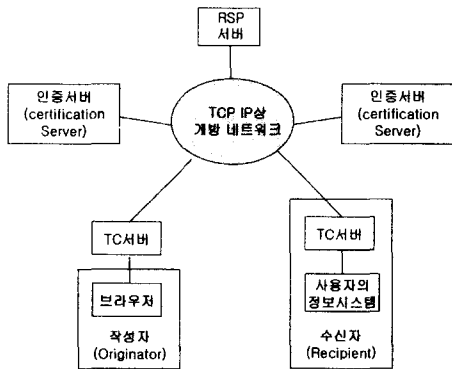 RSP
서버
인증서버
(certification
Server)
TCP IP상
개방 네트워크
인증서버
(certification
Server)
TC서버
브라우저
작성자
(Originator)
TC서버
사용자의
정보시스템
수신자
(Recipient)